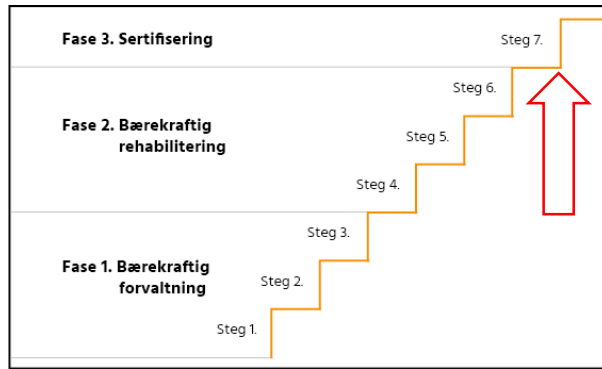 Fase 3. Sertifisering
Steg 7.
Steg 6.
Fase 2. Bærekraftig
rehabilitering
Steg 5.
Steg 4.
Steg 3.
Fase 1. Bærekraftig
forvaltning
Steg 2.
Steg 1.